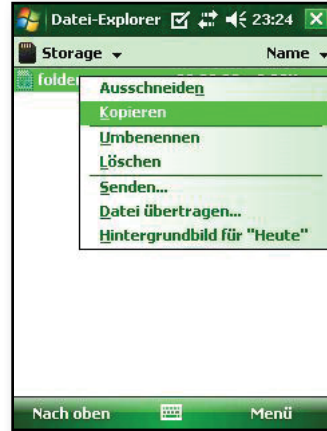 Datei-Explorer 23:24
Storage Name
folde
Ausschneiden
Kopieren
Umbenennen
Löschen
Senden...
Datei übertragen...
Hintergrundbild für "Heute"
Nach oben Menü